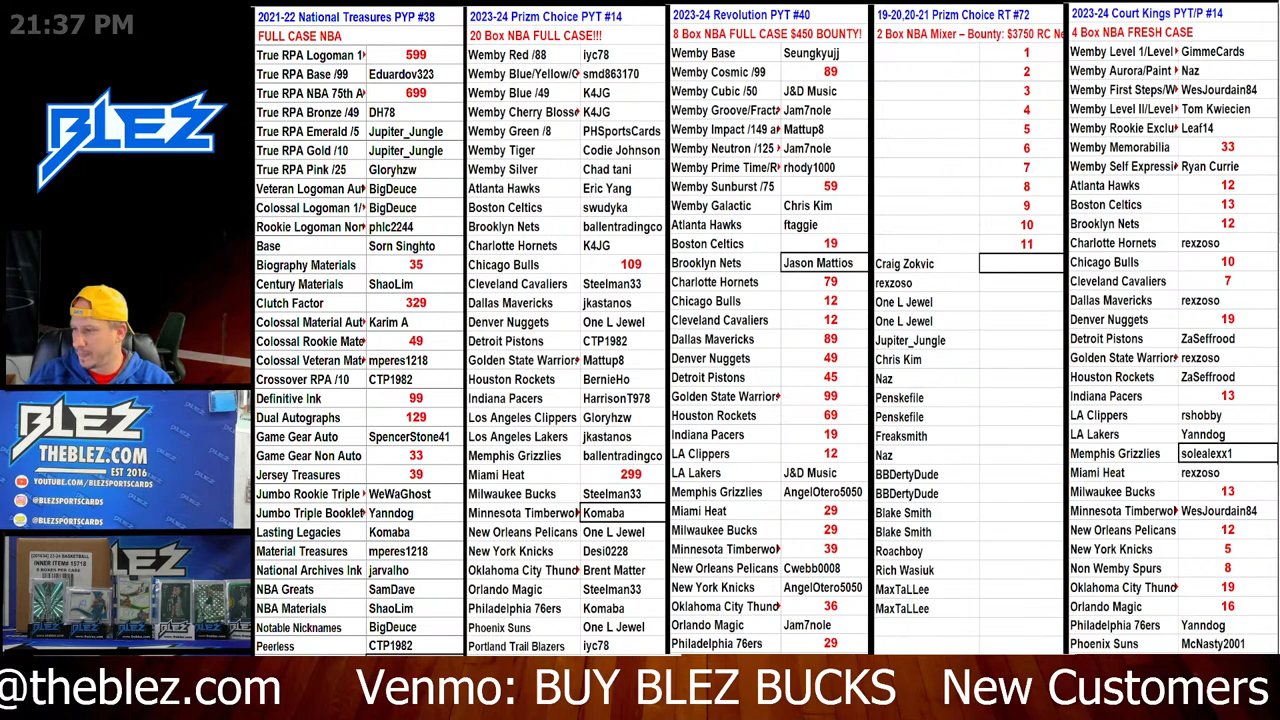 21:37 PM
BLEZ
BLEZ
THEBLEZ.COM
EST 2016
YOUTUBE.COM/BLEZSPORTSCARDS
@BLEZSPORTSCARDS
@BLEZSPORTSCARDS
INNER ITEM# 15718
2021-22 National Treasures PYP #38
FULL CASE NBA
True RPA Logoman 1 599
True RPA Base /99 Eduardov323
True RPA NBA 75th A 699
True RPA Bronze /49 DH78
True RPA Emerald /5 Jupiter_Jungle
True RPA Gold /10 Jupiter_Jungle
True RPA Pink /25 Gloryhzw
Veteran Logoman Au BigDeuce
Colossal Logoman 1/ BigDeuce
Rookie Logoman Non phlc2244
Base Sorn Singhto
Biography Materials 35
Century Materials ShaoLim
Clutch Factor 329
Colossal Material Aut Karim A
Colossal Rookie Mate 49
Colossal Veteran Mat mperes1218
Crossover RPA /10 CTP1982
Definitive Ink 99
Dual Autographs 129
Game Gear Auto SpencerStone41
Game Gear Non Auto 33
Jersey Treasures 39
Jumbo Rookie Triple WeWaGhost
Jumbo Triple Booklet Yanndog
Lasting Legacies Komaba
Material Treasures mperes1218
National Archives Ink jarvalho
NBA Greats SamDave
NBA Materials ShaoLim
Notable Nicknames BigDeuce
Peerless CTP1982
2023-24 Prizm Choice PYT #14
20 Box NBA FULL CASE!!!
Wemby Red /88 iyc78
Wemby Blue/Yellow/G smd863170
Wemby Blue /49 K4JG
Wemby Cherry Blosso K4JG
Wemby Green /8 PHSportsCards
Wemby Tiger Codie Johnson
Wemby Silver Chad tani
Atlanta Hawks Eric Yang
Boston Celtics swudyka
Brooklyn Nets ballentradingco
Charlotte Hornets K4JG
Chicago Bulls 109
Cleveland Cavaliers Steelman33
Dallas Mavericks jkastanos
Denver Nuggets One L Jewel
Detroit Pistons CTP1982
Golden State Warrior Mattup8
Houston Rockets BernieHo
Indiana Pacers HarrisonT978
Los Angeles Clippers Gloryhzw
Los Angeles Lakers jkastanos
Memphis Grizzlies ballentradingco
Miami Heat 299
Milwaukee Bucks Steelman33
Minnesota Timberwo Komaba
New Orleans Pelicans One L Jewel
New York Knicks Desi0228
Oklahoma City Thun Brent Matter
Orlando Magic Steelman33
Philadelphia 76ers Komaba
Phoenix Suns One L Jewel
Portland Trail Blazers iyc78
2023-24 Revolution PYT #40
8 Box NBA FULL CASE $450 BOUNTY!
Wemby Base Seungkyujj
Wemby Cosmic /99 89
Wemby Cubic /50 J&D Music
Wemby Groove/Fract Jam7nole
Wemby Impact /149 a Mattup8
Wemby Neutron /125 Jam7nole
Wemby Prime Time/R rhody1000
Wemby Sunburst /75 59
Wemby Galactic Chris Kim
Atlanta Hawks ftaggie
Boston Celtics 19
Brooklyn Nets Jason Mattios
Charlotte Hornets 79
Chicago Bulls 12
Cleveland Cavaliers 12
Dallas Mavericks 89
Denver Nuggets 49
Detroit Pistons 45
Golden State Warrior 99
Houston Rockets 69
Indiana Pacers 19
LA Clippers 12
LA Lakers J&D Music
Memphis Grizzlies AngelOtero5050
Miami Heat 29
Milwaukee Bucks 29
Minnesota Timberwo 39
New Orleans Pelicans Cwebb0008
New York Knicks AngelOtero5050
Oklahoma City Thund 36
Orlando Magic Jam7nole
Philadelphia 76ers 29
19-20,20-21 Prizm Choice RT #72
2 Box NBA Mixer – Bounty: $3750 RC Ne
1
2
3
4
5
6
7
8
9
10
11
Craig Zokvic
rexzoso
One L Jewel
One L Jewel
Jupiter_Jungle
Chris Kim
Naz
Penskefile
Penskefile
Freaksmith
Naz
BBDertyDude
BBDertyDude
Blake Smith
Blake Smith
Roachboy
Rich Wasiuk
MaxTaLLee
MaxTaLLee
2023-24 Court Kings PYT/P #14
4 Box NBA FRESH CASE
Wemby Level 1/Level GimmeCards
Wemby Aurora/Paint Naz
Wemby First Steps/W WesJourdain84
Wemby Level II/Level Tom Kwiecien
Wemby Rookie Exclu Leaf14
Wemby Memorabilia 33
Wemby Self Expressi Ryan Currie
Atlanta Hawks 12
Boston Celtics 13
Brooklyn Nets 12
Charlotte Hornets rexzoso
Chicago Bulls 10
Cleveland Cavaliers 7
Dallas Mavericks rexzoso
Denver Nuggets 19
Detroit Pistons ZaSeffrood
Golden State Warrior rexzoso
Houston Rockets ZaSeffrood
Indiana Pacers 13
LA Clippers rshobby
LA Lakers Yanndog
Memphis Grizzlies solealexx1
Miami Heat rexzoso
Milwaukee Bucks 13
Minnesota Timberwo WesJourdain84
New Orleans Pelicans 12
New York Knicks 5
Non Wemby Spurs 8
Oklahoma City Thun 19
Orlando Magic 16
Philadelphia 76ers Yanndog
Phoenix Suns McNasty2001
@theblez.com Venmo: BUY BLEZ BUCKS New Customers